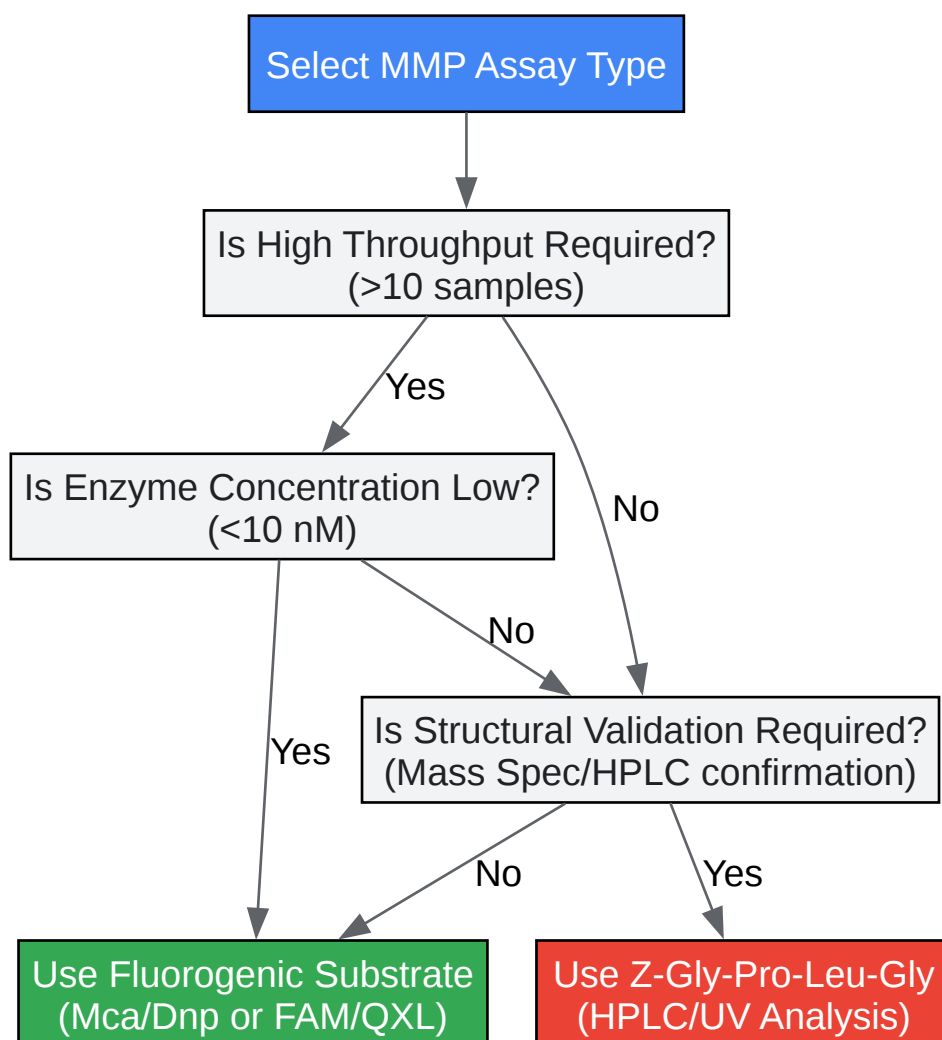 Select MMP Assay Type
Is High Throughput Required?
(>10 samples)
Yes
Is Enzyme Concentration Low?
(<10 nM)
No
No
Is Structural Validation Required?
(Mass Spec/HPLC confirmation)
Yes
No
Yes
Use Fluorogenic Substrate
(Mca/Dnp or FAM/QXL)
Use Z-Gly-Pro-Leu-Gly
(HPLC/UV Analysis)